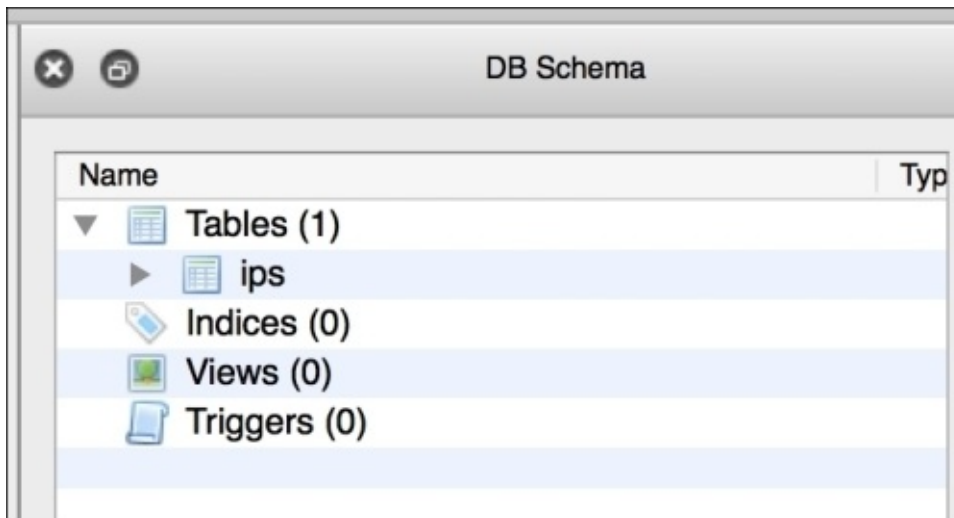 DB Schema
Name Typ
Tables (1)
ips
Indices (0)
Views (0)
Triggers (0)